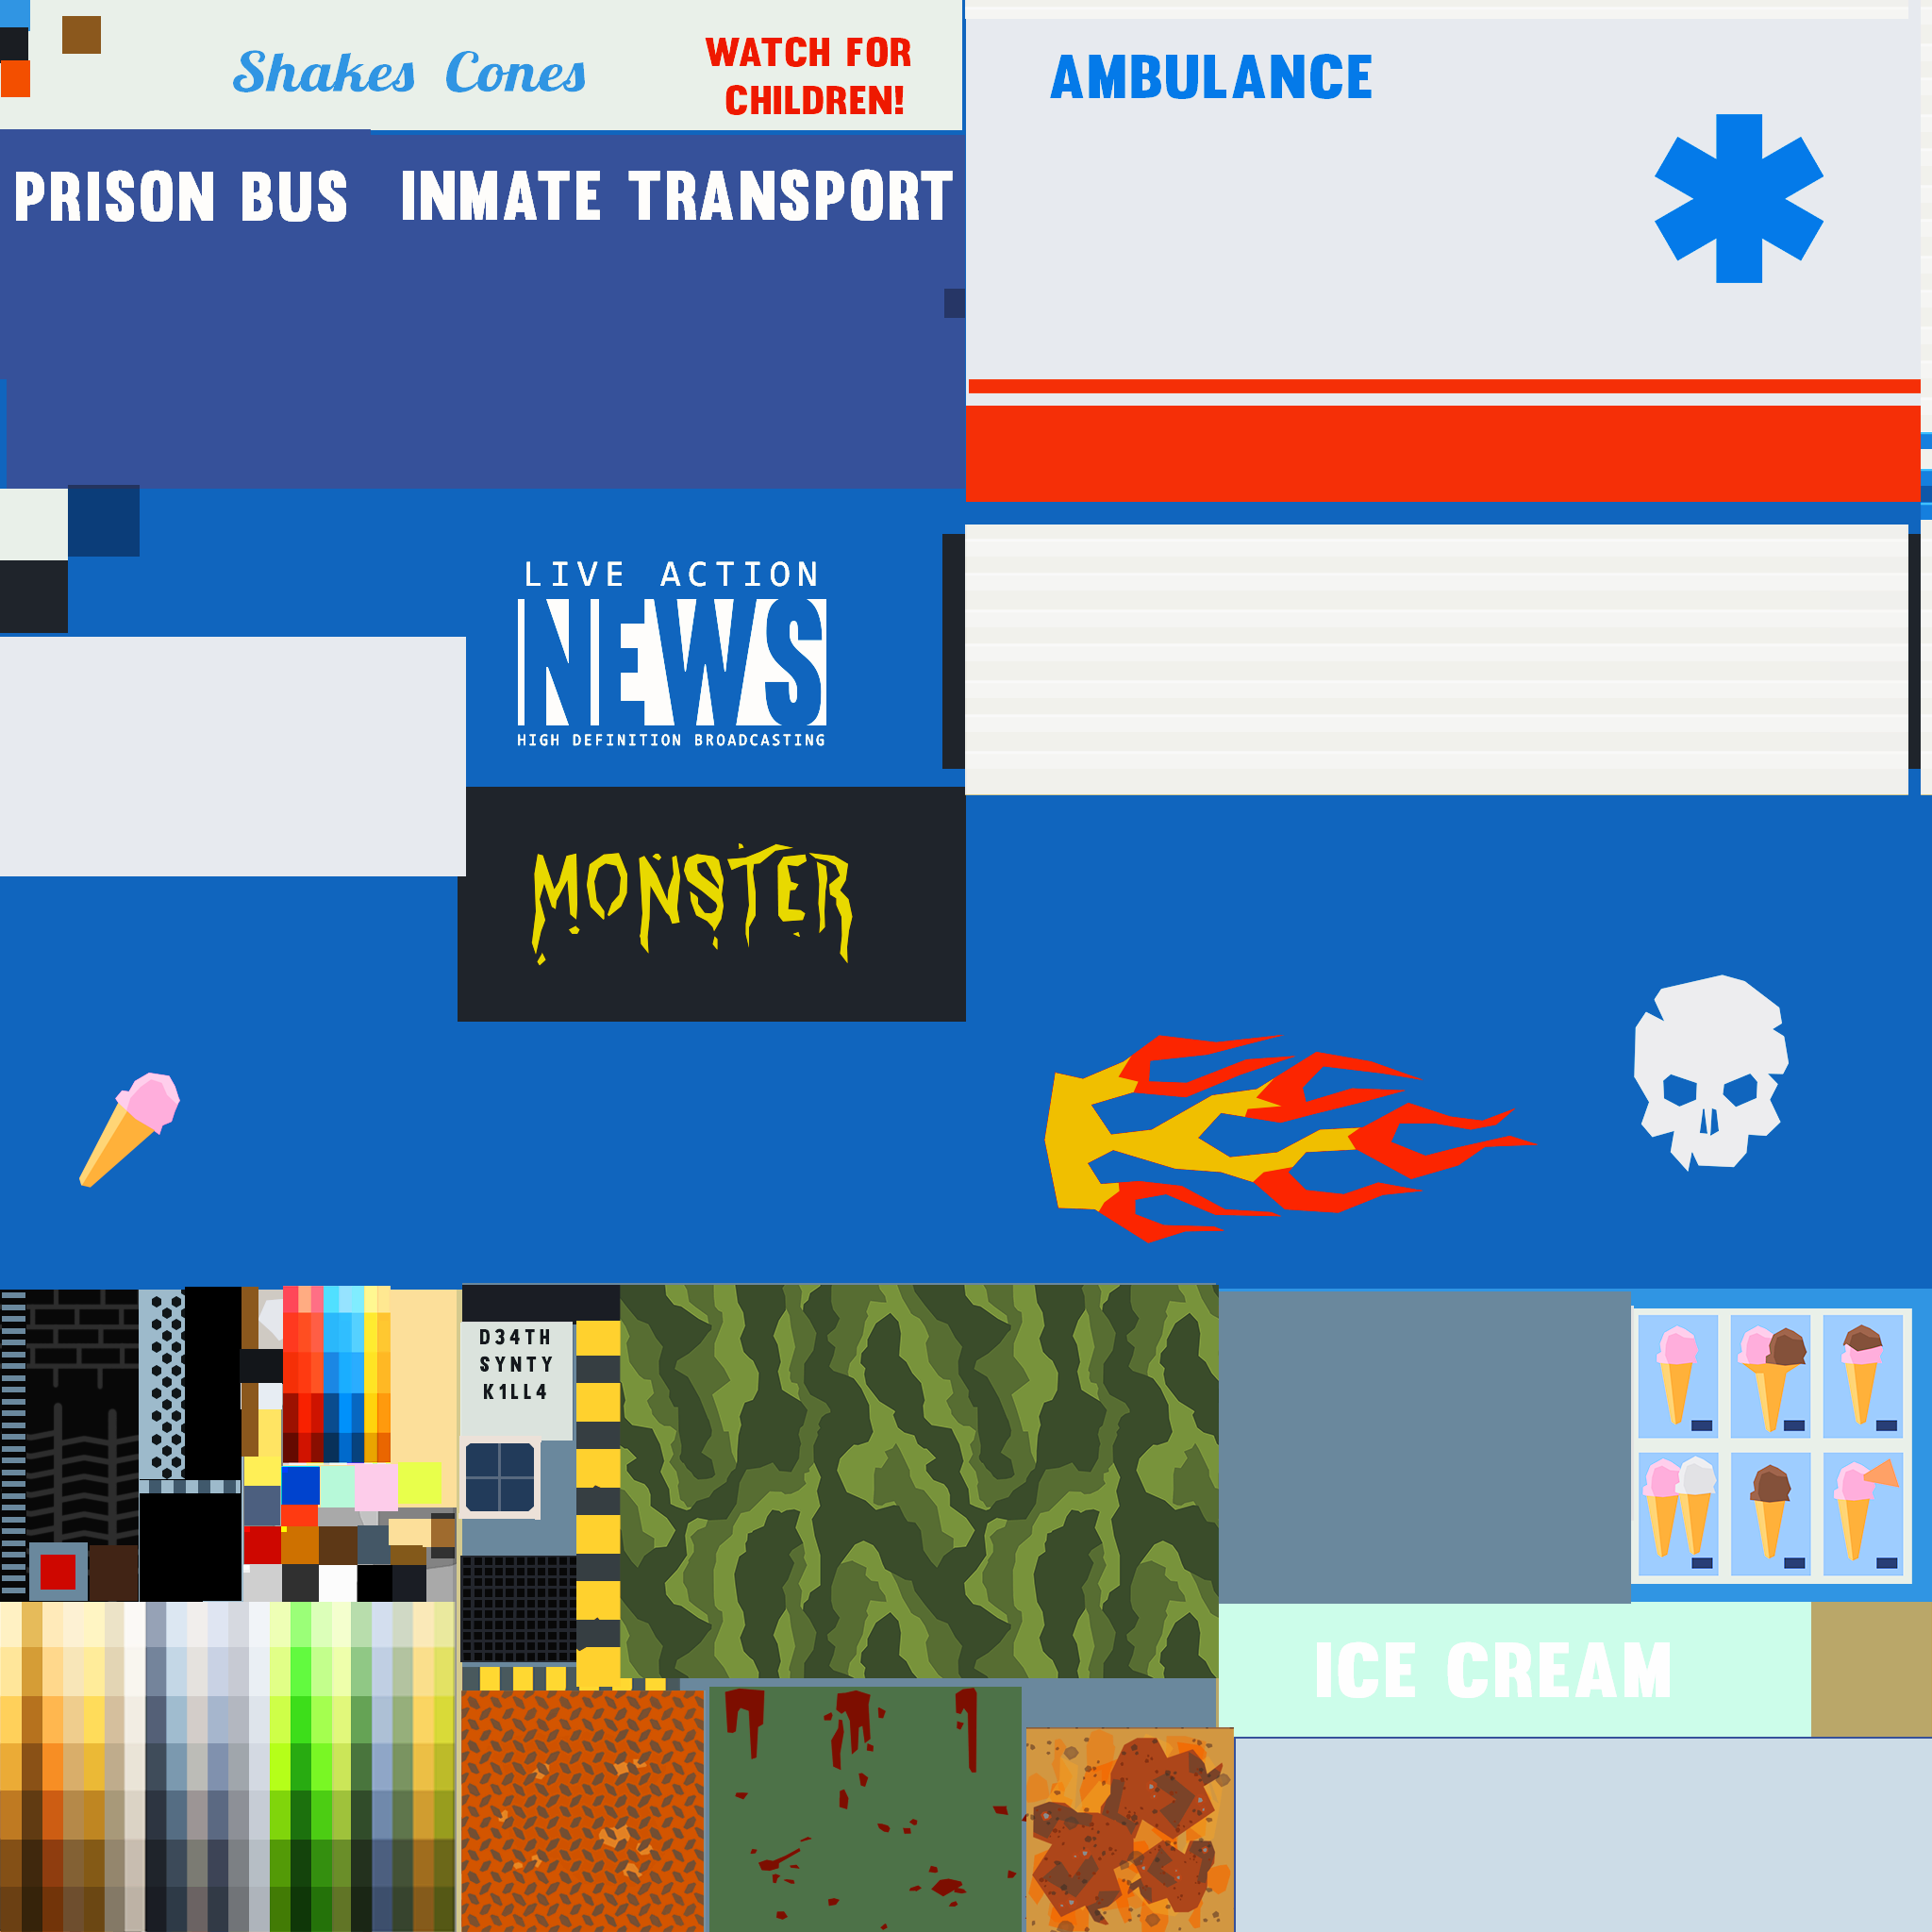 Shakes Cones
WATCH FOR
CHILDREN!
AMBULANCE
PRISON BUS
INMATE TRANSPORT
LIVE ACTION
NEWS
HIGH DEFINITION BROADCASTING
MONSTER
D34TH
SYNTY
K1LL4
ICE CREAM